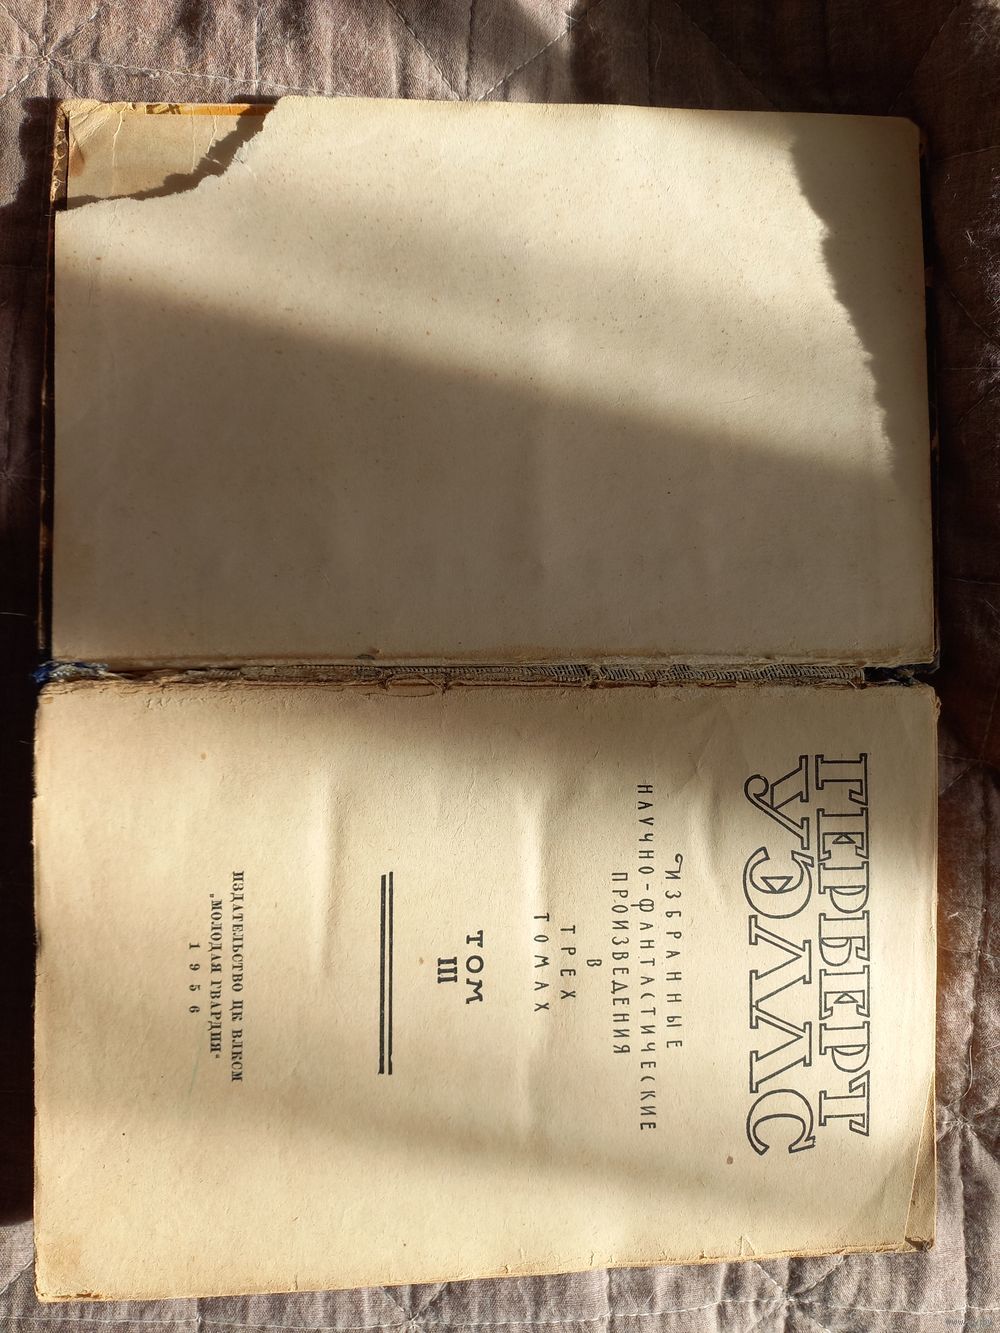 ГЕРБЕРТ
УЭЛЛС
ИЗБРАННЫЕ
НАУЧНО-ФАНТАСТИЧЕСКИЕ
ПРОИЗВЕДЕНИЯ
В
ТРЕХ
ТОМАХ
ТОМ
III
ИЗДАТЕЛЬСТВО ЦК ВЛКСМ
„МОЛОДАЯ ГВАРДИЯ"
1956